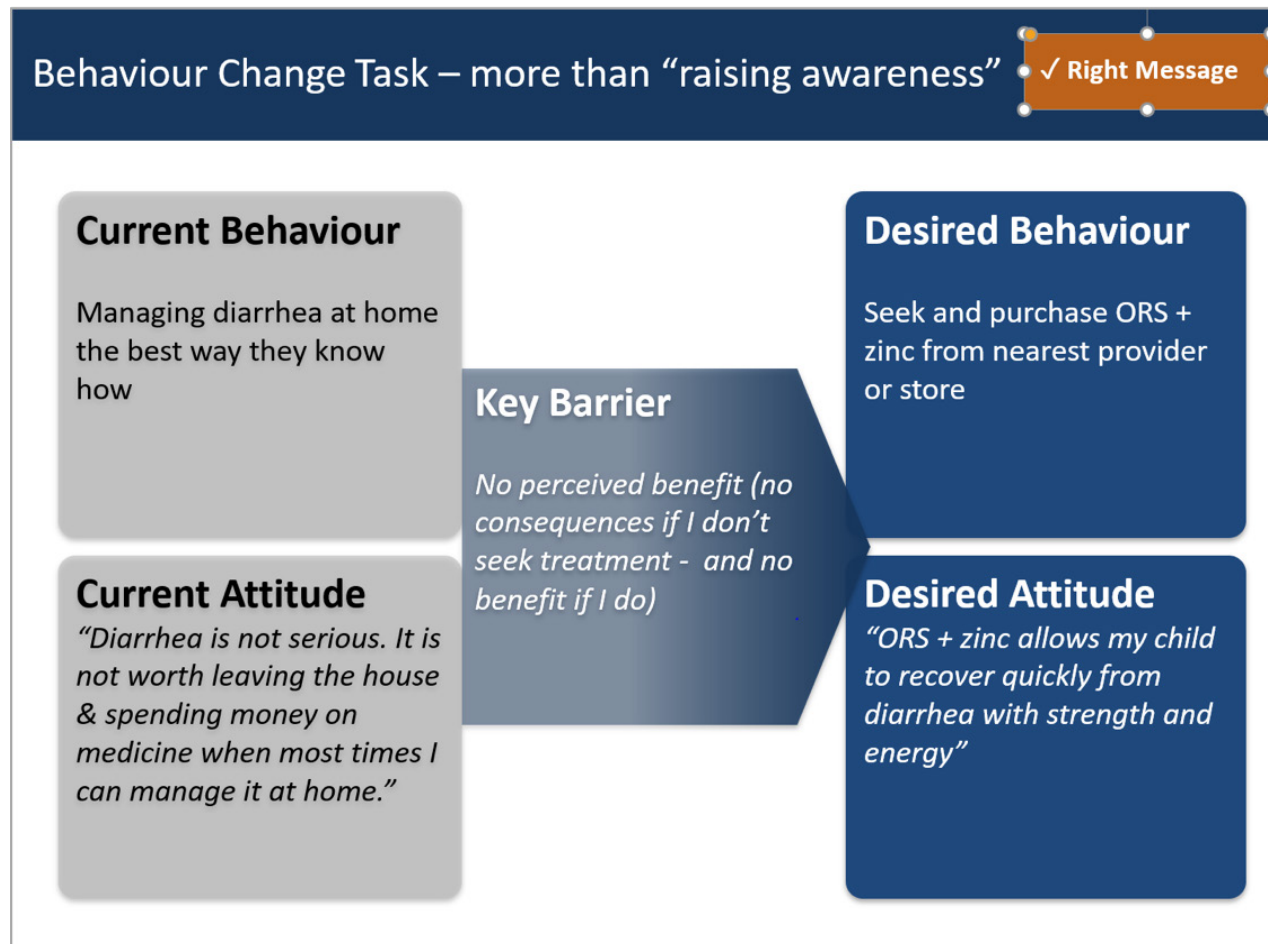 Behaviour Change Task – more than “raising awareness”
✓ Right Message
Current Behaviour
Managing diarrhea at home
the best way they know
how
Current Attitude
“Diarrhea is not serious. It is
not worth leaving the house
& spending money on
medicine when most times I
can manage it at home.”
Key Barrier
No perceived benefit (no
consequences if I don’t
seek treatment -  and no
benefit if I do)
Desired Behaviour
Seek and purchase ORS +
zinc from nearest provider
or store
Desired Attitude
“ORS + zinc allows my child
to recover quickly from
diarrhea with strength and
energy”